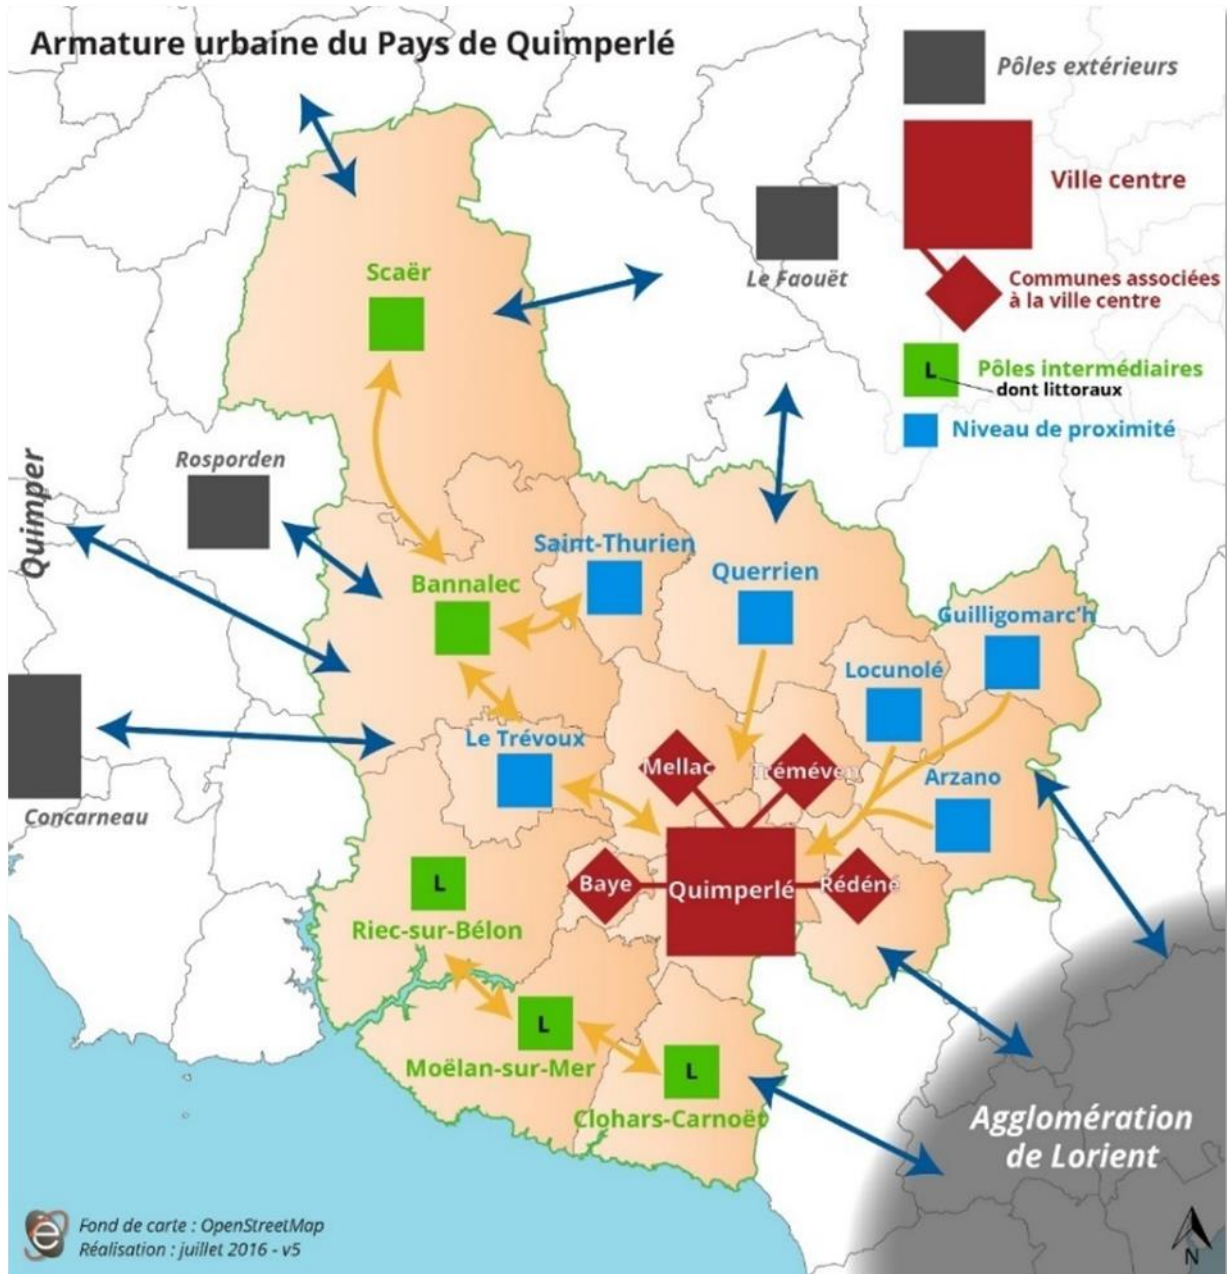 Armature urbaine du Pays de Quimperlé
Pôles extérieurs
Ville centre
Communes associées
à la ville centre
L
Pôles intermédiaires
dont littoraux
Niveau de proximité
Le Faouët
Scaër
Rosporden
Quimper
Saint-Thurien
Querrien
Bannalec
Guilligomarc'h
Locunolé
Le Trévoux
Mellac
Tréméven
Arzano
Concarneau
L
Baye
Quimperlé
Rédéné
Riec-sur-Bélon
L
Moëlan-sur-Mer
L
Clohars-Carnoët
Agglomération
de Lorient
é
Fond de carte : OpenStreetMap
Réalisation : juillet 2016 - v5
N